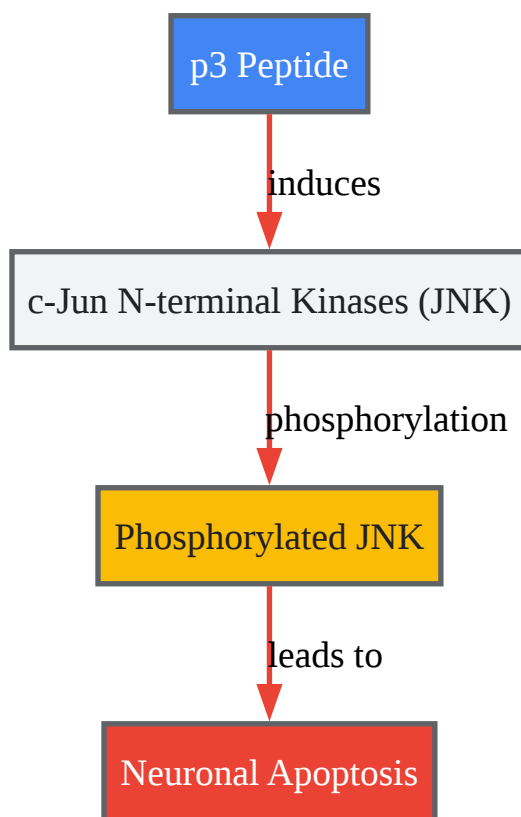 p3 Peptide
induces
c-Jun N-terminal Kinases (JNK)
phosphorylation
Phosphorylated JNK
leads to
Neuronal Apoptosis